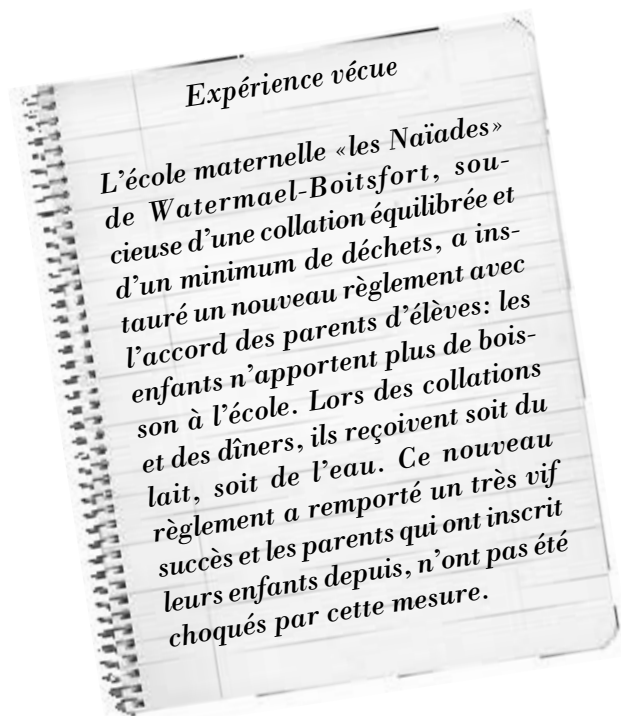 Expérience vécue
L'école maternelle «les Naïades»
de Watermael-Boitsfort, sou-
cieuse d'une collation équilibrée et
d'un minimum de déchets, a ins-
tauré un nouveau règlement avec
l'accord des parents d'élèves: les
enfants n'apportent plus de bois-
son à l'école. Lors des collations
et des dîners, ils reçoivent soit du
lait, soit de l'eau. Ce nouveau
règlement a remporté un très vif
succès et les parents qui ont inscrit
leurs enfants depuis, n'ont pas été
choqués par cette mesure.